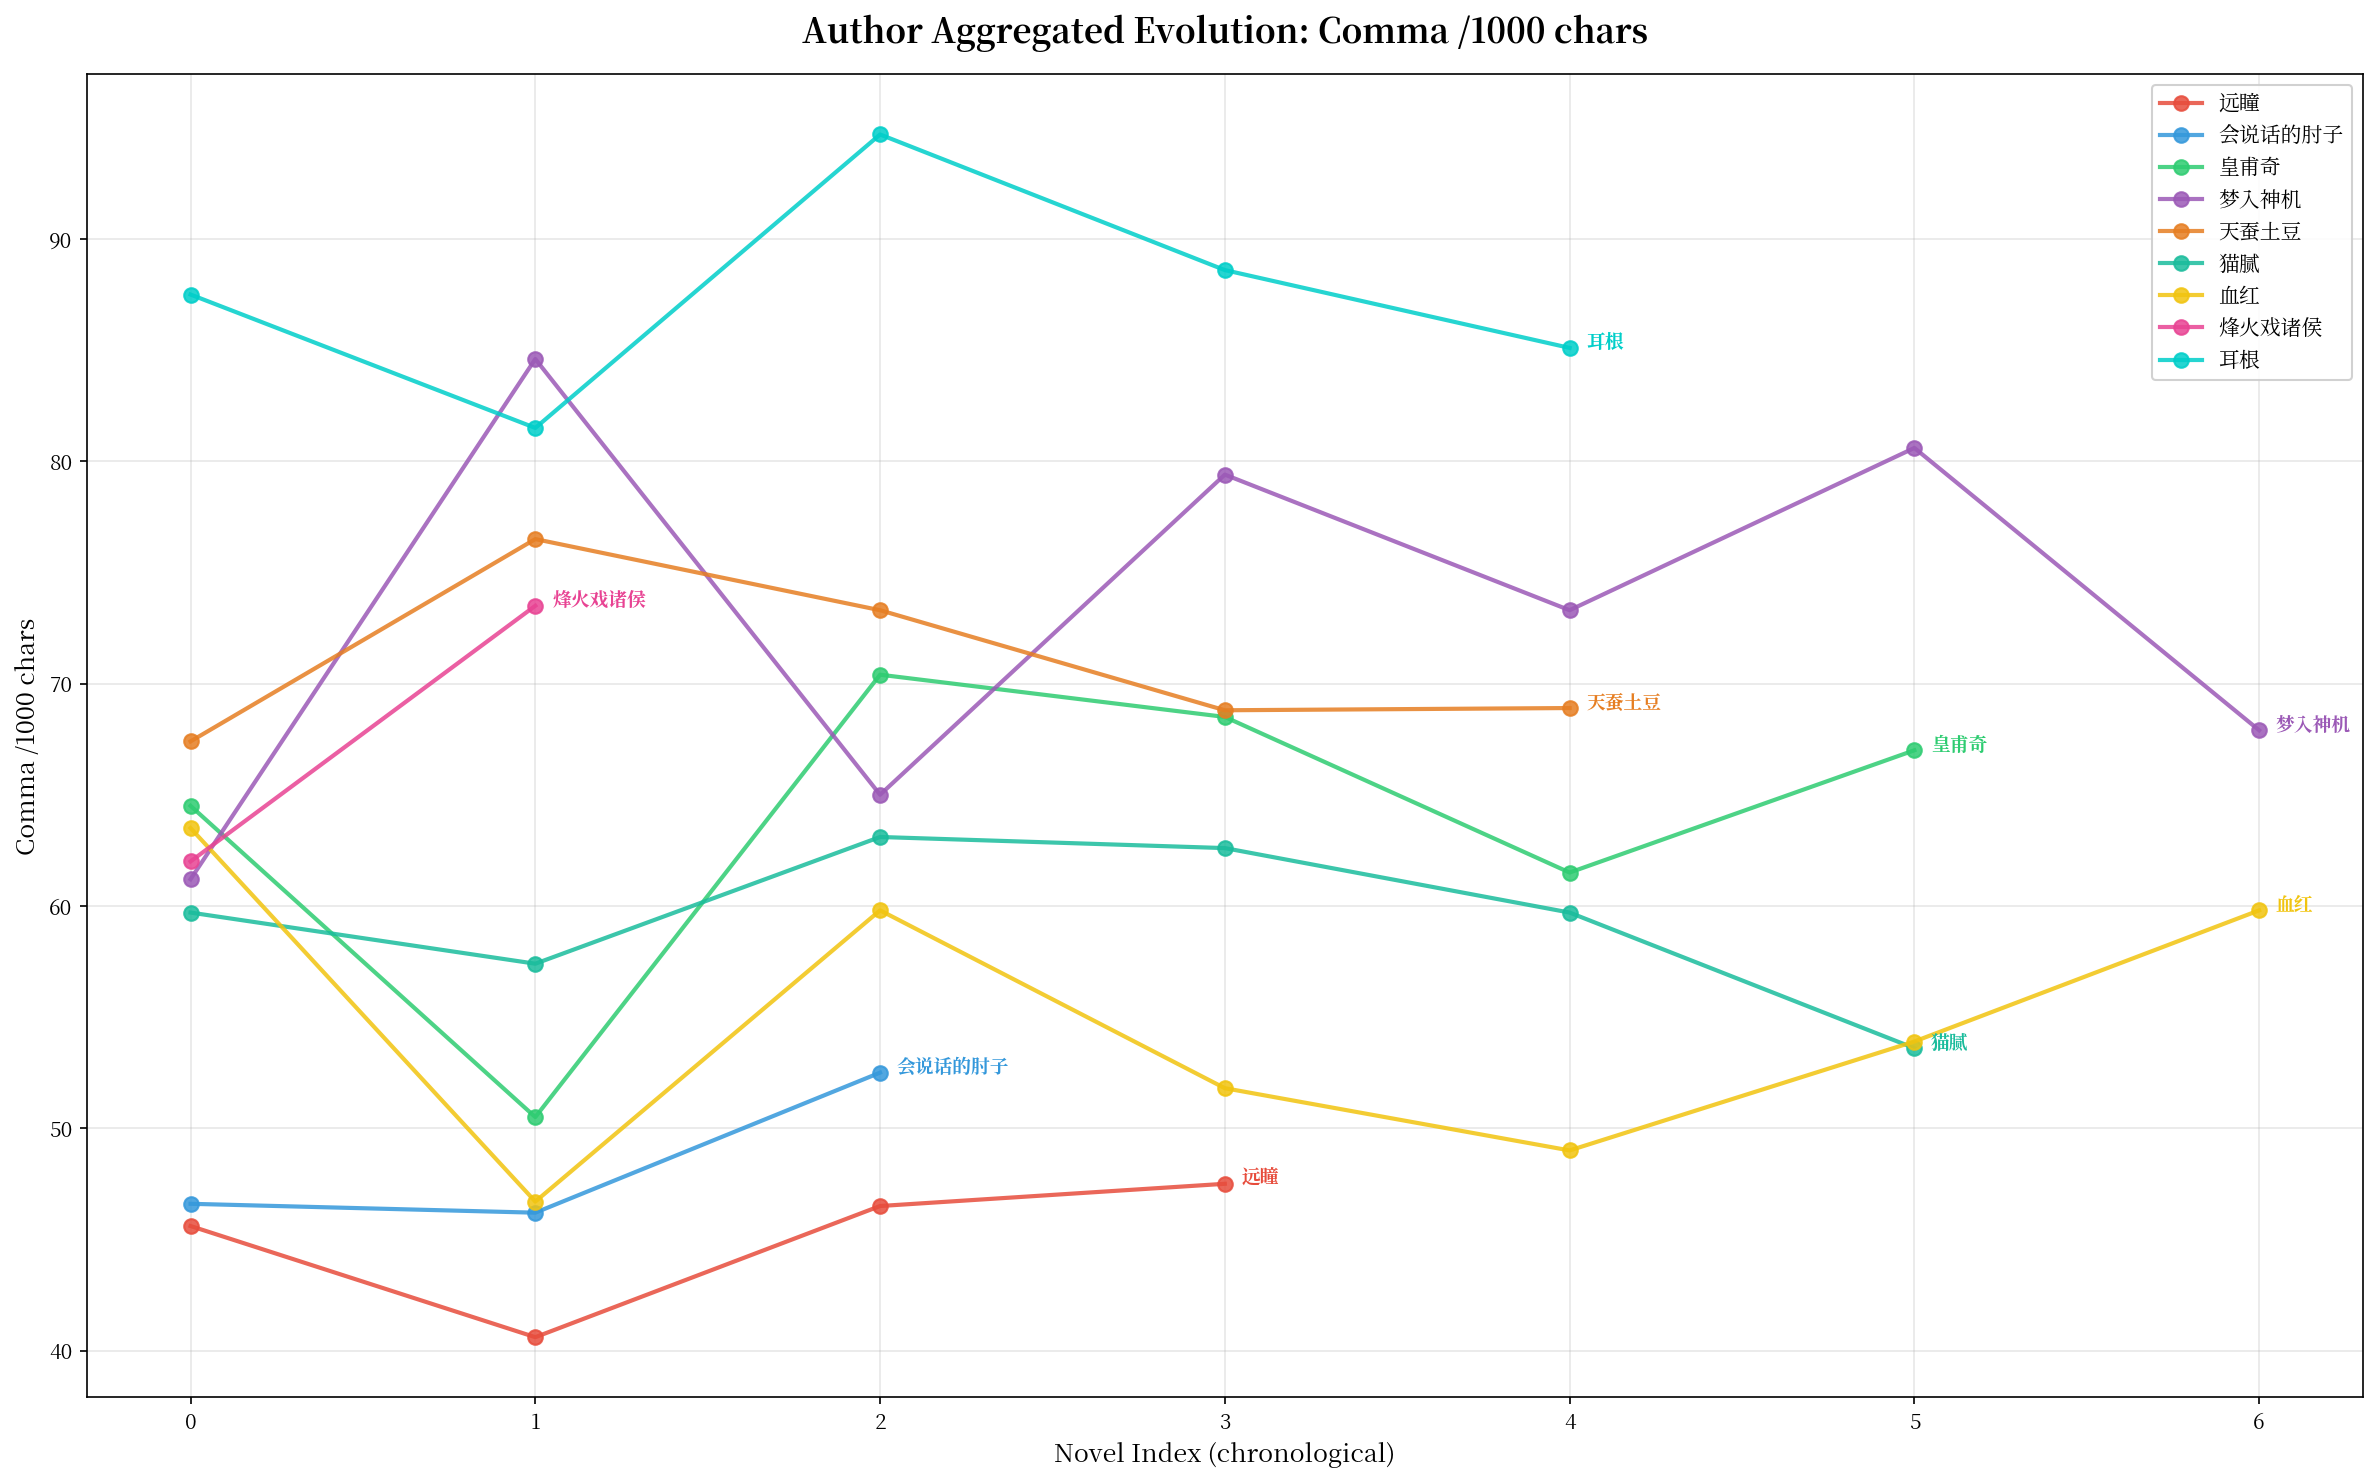 Author Aggregated Evolution: Comma /1000 chars
远瞳
会说话的肘子
皇甫奇
梦入神机
天蚕土豆
猫腻
血红
烽火戏诸侯
耳根
90
80
70
60
50
40
Comma /1000 chars
耳根
烽火戏诸侯
天蚕土豆
梦入神机
皇甫奇
血红
猫腻
会说话的肘子
远瞳
0 1 2 3 4 5 6
Novel Index (chronological)